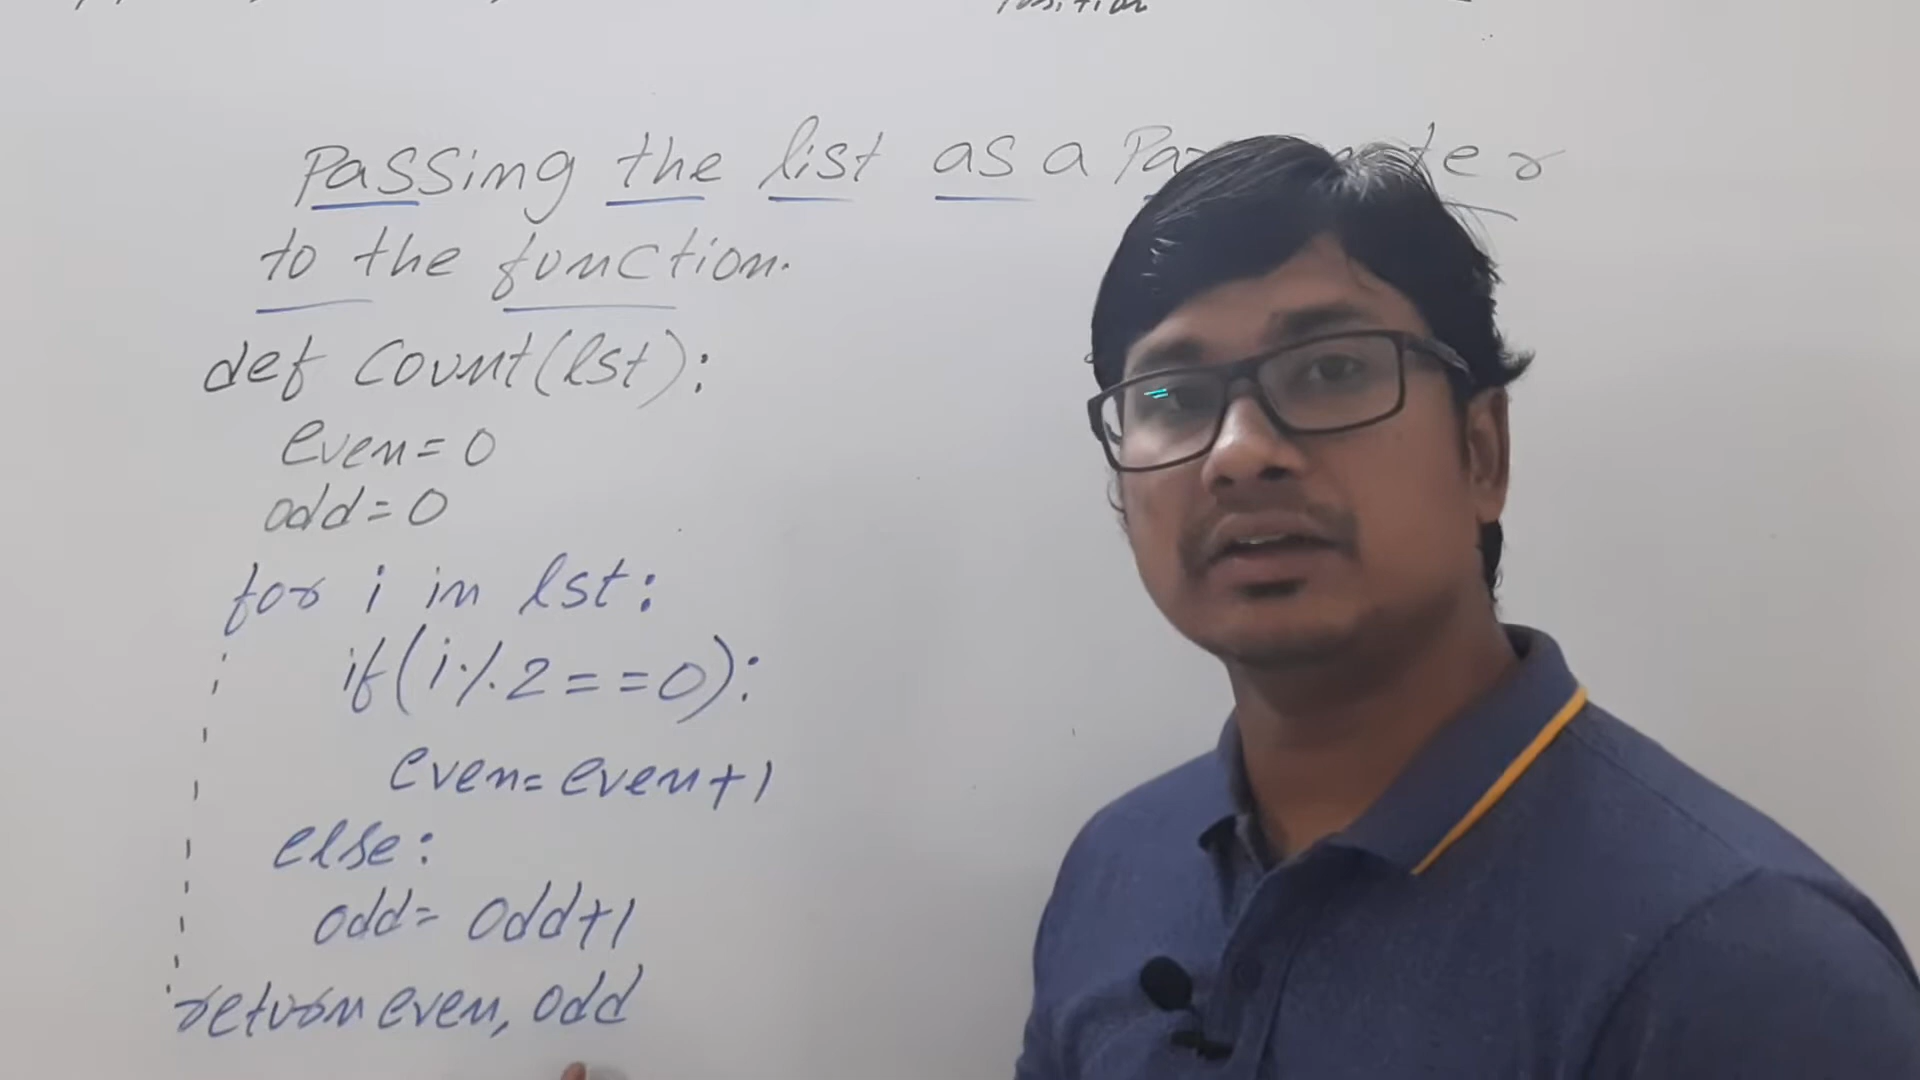 Position
Passing the list as a Pa
to the function.
def Count(lst):
even=0
odd=0
for i in lst:
if(i%2==0):
even=even+1
else:
odd=odd+1
return even, odd